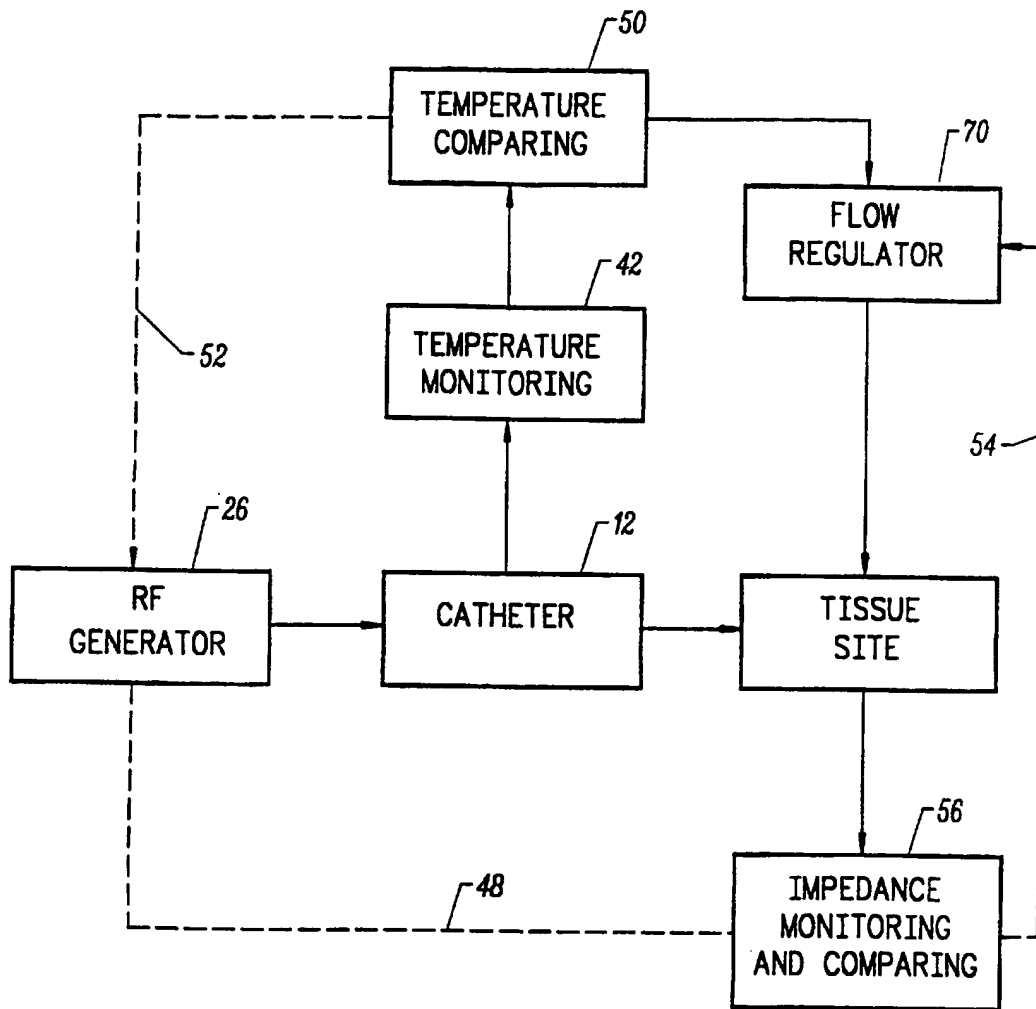 50
TEMPERATURE
COMPARING
70
FLOW
REGULATOR
42
TEMPERATURE
MONITORING
52
54
26
RF
GENERATOR
12
CATHETER
TISSUE
SITE
56
IMPEDANCE
MONITORING
AND COMPARING
48